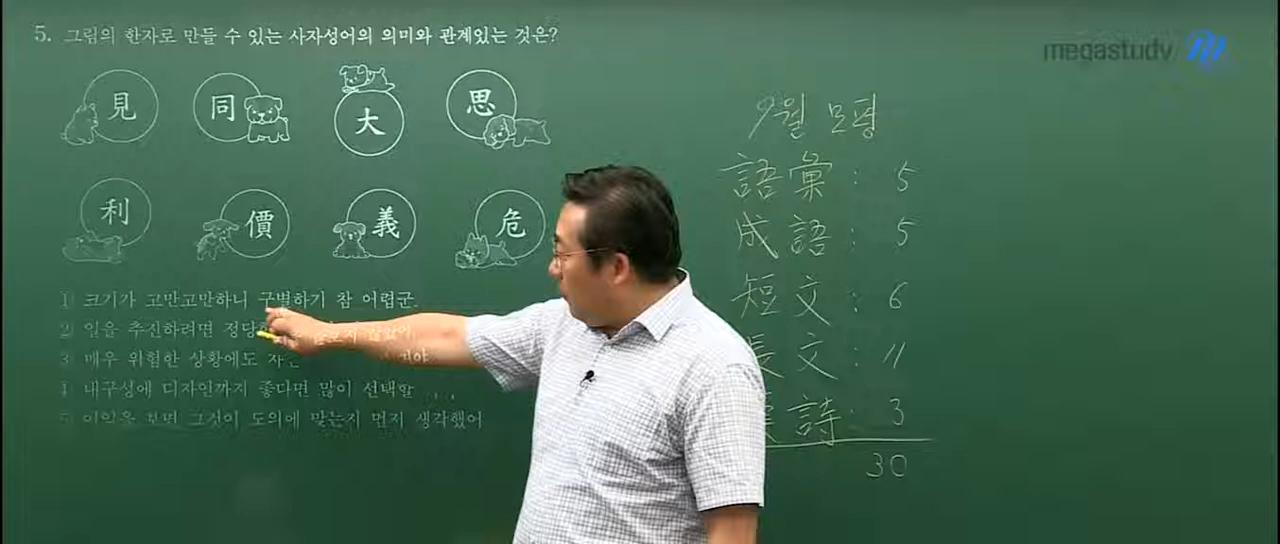 5. 그림의 한자로 만들 수 있는 사자성어의 의미와 관계있는 것은?
megastudy
見 同 大 思
利 價 義 危
1) 크기가 고만고만하니 구별하기 참 어렵군.
2) 일을 추진하려면 정당한
3) 매우 위험한 상황에도
4) 내구성에 디자인까지 좋다면 많이 선택할
5) 이익을 보면 그것이 도의에 맞는지 먼저 생각했어
9월 모평
語彙 : 5
成語 : 5
短文 : 6
長文 : 11
詩 : 3
30